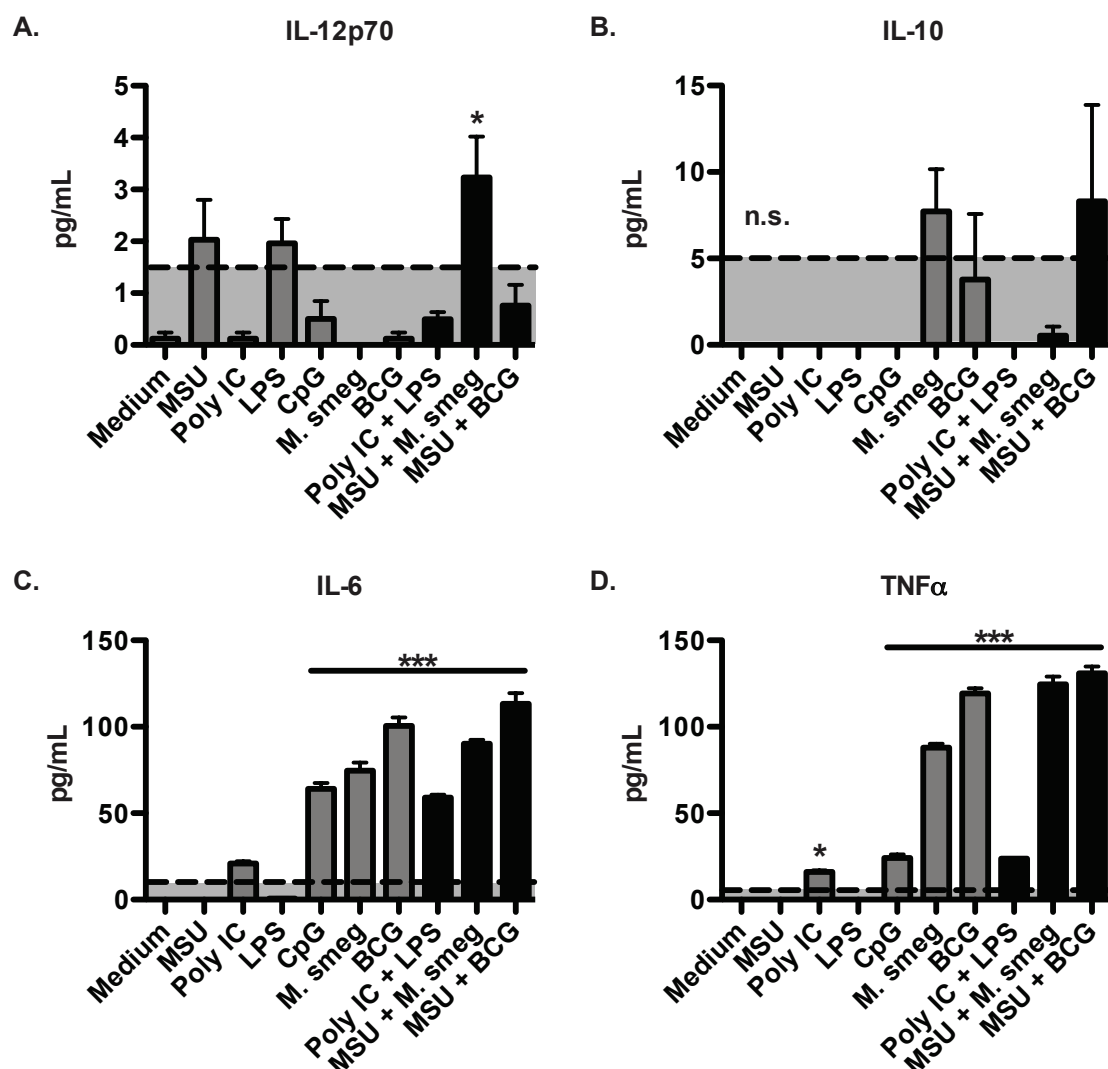 A.
IL-12p70
5
4
3
2
1
0
pg/mL
*
Medium
MSU
Poly IC
LPS
CpG
M. smeg
BCG
Poly IC + LPS
MSU + M. smeg
MSU + BCG
B.
IL-10
15
10
5
0
pg/mL
n.s.
Medium
MSU
Poly IC
LPS
CpG
M. smeg
BCG
Poly IC + LPS
MSU + M. smeg
MSU + BCG
C.
IL-6
150
100
50
0
pg/mL
***
Medium
MSU
Poly IC
LPS
CpG
M. smeg
BCG
Poly IC + LPS
MSU + M. smeg
MSU + BCG
D.
TNFα
150
100
50
0
pg/mL
*
***
Medium
MSU
Poly IC
LPS
CpG
M. smeg
BCG
Poly IC + LPS
MSU + M. smeg
MSU + BCG